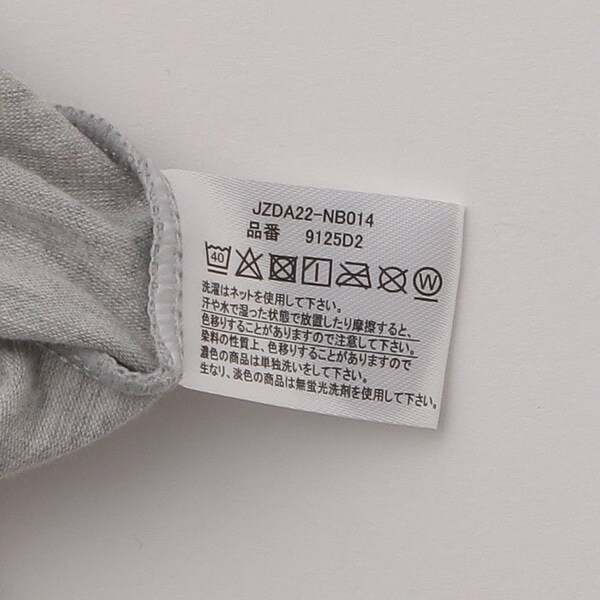 JZDA22-NB014
品番 9125D2
40 W
洗濯はネットを使用して下さい。
汗や水で湿った状態で放置したり摩擦すると、
色移りすることがありますので注意して下さい。
染料の性質上、色移りすることがありますので
濃色の商品は単独洗いをして下さい。
生なり、淡色の商品は無蛍光洗剤を使用して下さい。